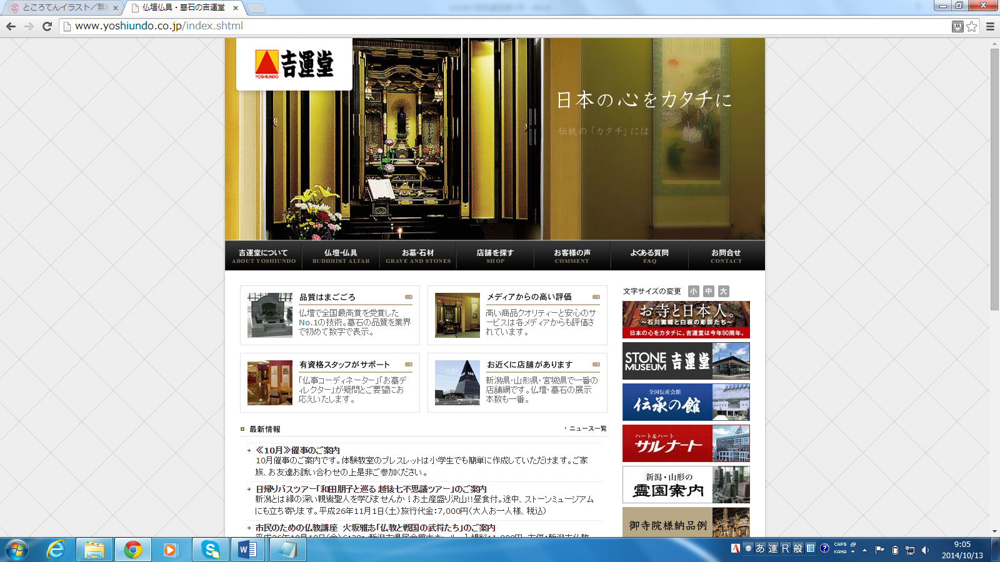 ところてんイラスト／無
仏壇仏具・墓石の吉運堂
www.yoshiundo.co.jp/index.shtml
YOSHIUNDO
吉運堂
日本の心をカタチに
伝統の「カタチ」には
吉運堂について
ABOUT YOSHIUNDO
仏壇・仏具
BUDDHIST ALTAR
お墓・石材
GRAVE AND STONES
店舗を探す
SHOP
お客様の声
COMMENT
よくある質問
FAQ
お問合せ
CONTACT
品質はまごごろ
仏壇で全国最高賞を受賞した
No.1の技術。墓石の品質を業界
で初めて数字で表示。
メディアからの高い評価
高い商品クオリティーと安心のサ
ービスは各メディアからも評価さ
れています。
有資格スタッフがサポート
「仏事コーディネーター」「お墓デ
ィレクター」が疑問とご要望にお
応えいたします。
お近くに店舗があります
新潟県・山形県・宮城県で一番の
店舗網です。仏壇・墓石の展示
本数も一番。
最新情報
ニュース一覧
≪10月≫催事のご案内
10月催事のご案内です。体験教室のブレスレットは小学生でも簡単に作成していただけます。ご家
族、お友達お誘い合わせの上是非ご参加ください。
日帰りバスツアー「和田朋子と巡る 越後七不思議ツアー」のご案内
新潟とは縁の深い親鸞聖人を学びませんか！お土産盛り沢山!!昼食付。途中、ストーンミュージアム
にも立ち寄ります。平成26年11月1日（土）旅行代金：7,000円（大人お一人様、税込）
市民のための仏教講座 火坂雅志「仏教と戦国の武将たち」のご案内
文字サイズの変更 小 中 大
お寺と日本人。
～石川雲蝶と白根の彫師たち～
日本の心をカタチに。吉運堂は今年90周年。
STONE MUSEUM 吉運堂
全国伝産会館
伝承の館
ハート＆ハート
サルナート
新潟・山形の
霊園案内
御寺院様納品例
A あ 連 R 般
CAPS
KANA
9:05
2014/10/13